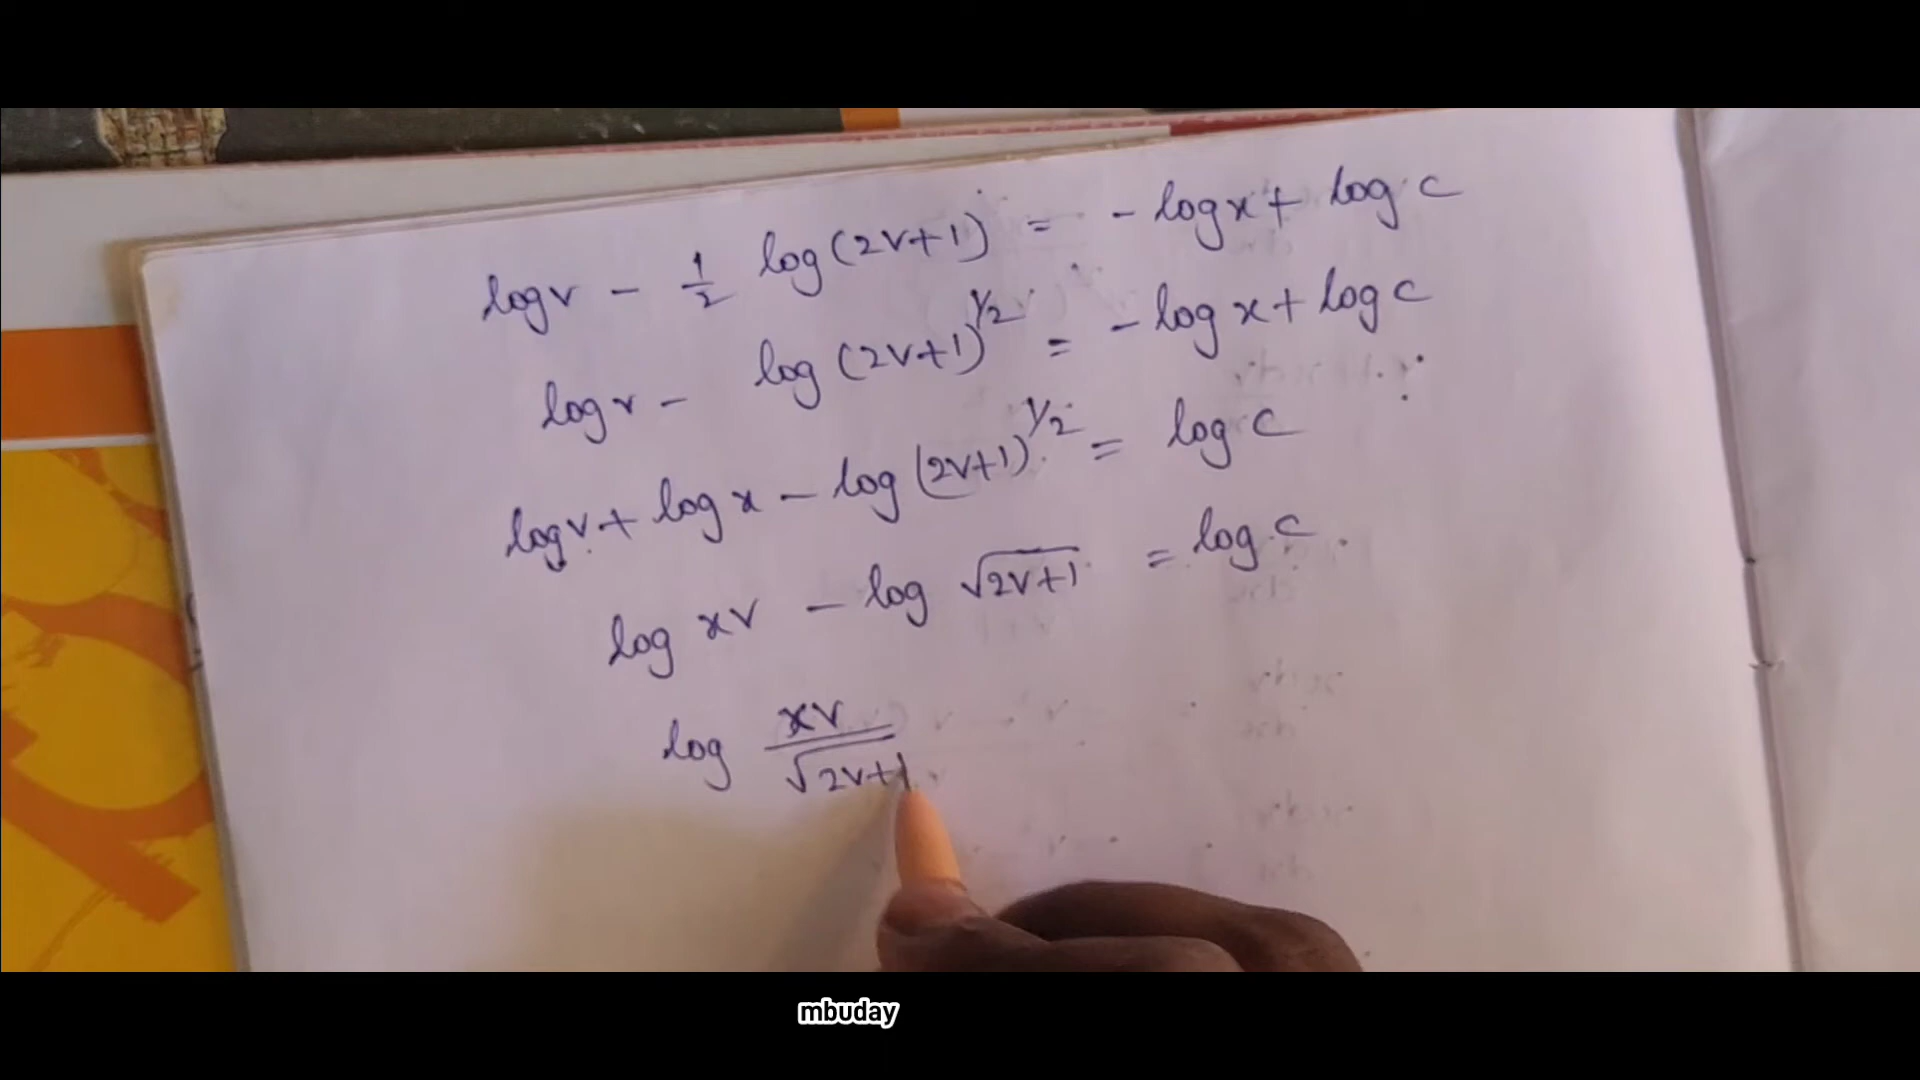 log v - 1/2 log(2v+1) = - log x + log c
log v - log (2v+1)^1/2 = - log x + log c
log v + log x - log (2v+1)^1/2 = log c
log xv - log √2v+1 = log c.
log xv/√2v+1
mbuday